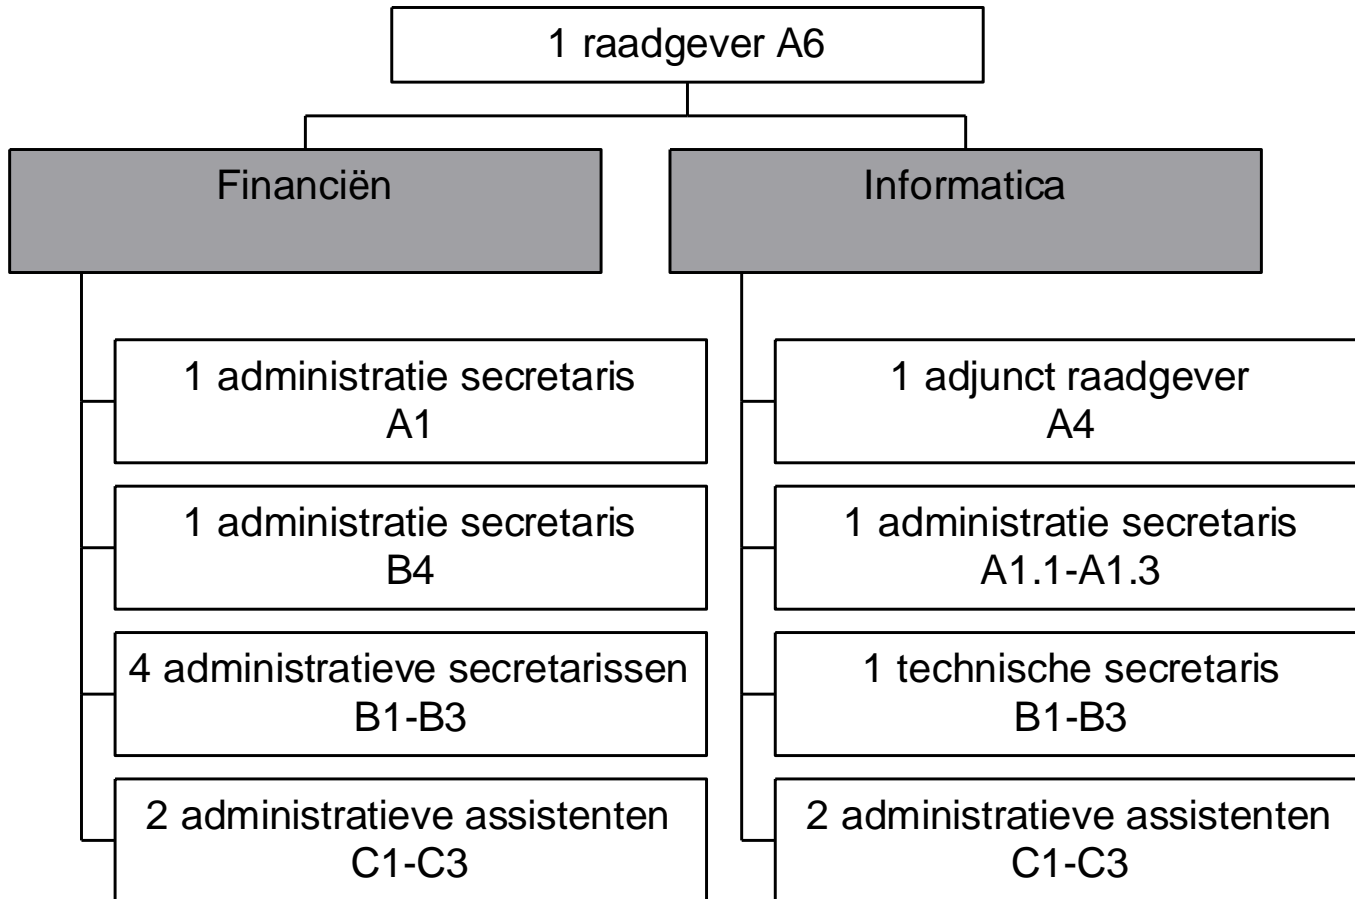 1 raadgever A6
Financiën
1 administratie secretaris
A1
1 administratie secretaris
B4
4 administratieve secretarissen
B1-B3
2 administratieve assistenten
C1-C3
Informatica
1 adjunct raadgever
A4
1 administratie secretaris
A1.1-A1.3
1 technische secretaris
B1-B3
2 administratieve assistenten
C1-C3